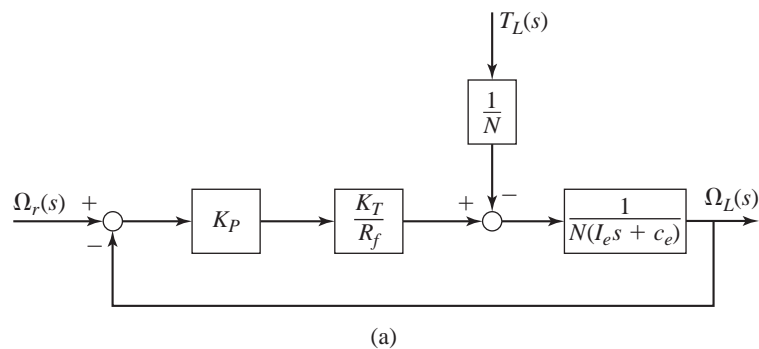 T_L(s)
1/N
−
Ω_r(s) +
−
K_P
K_T/R_f
+
1/N(I_e s + c_e)
Ω_L(s)
(a)